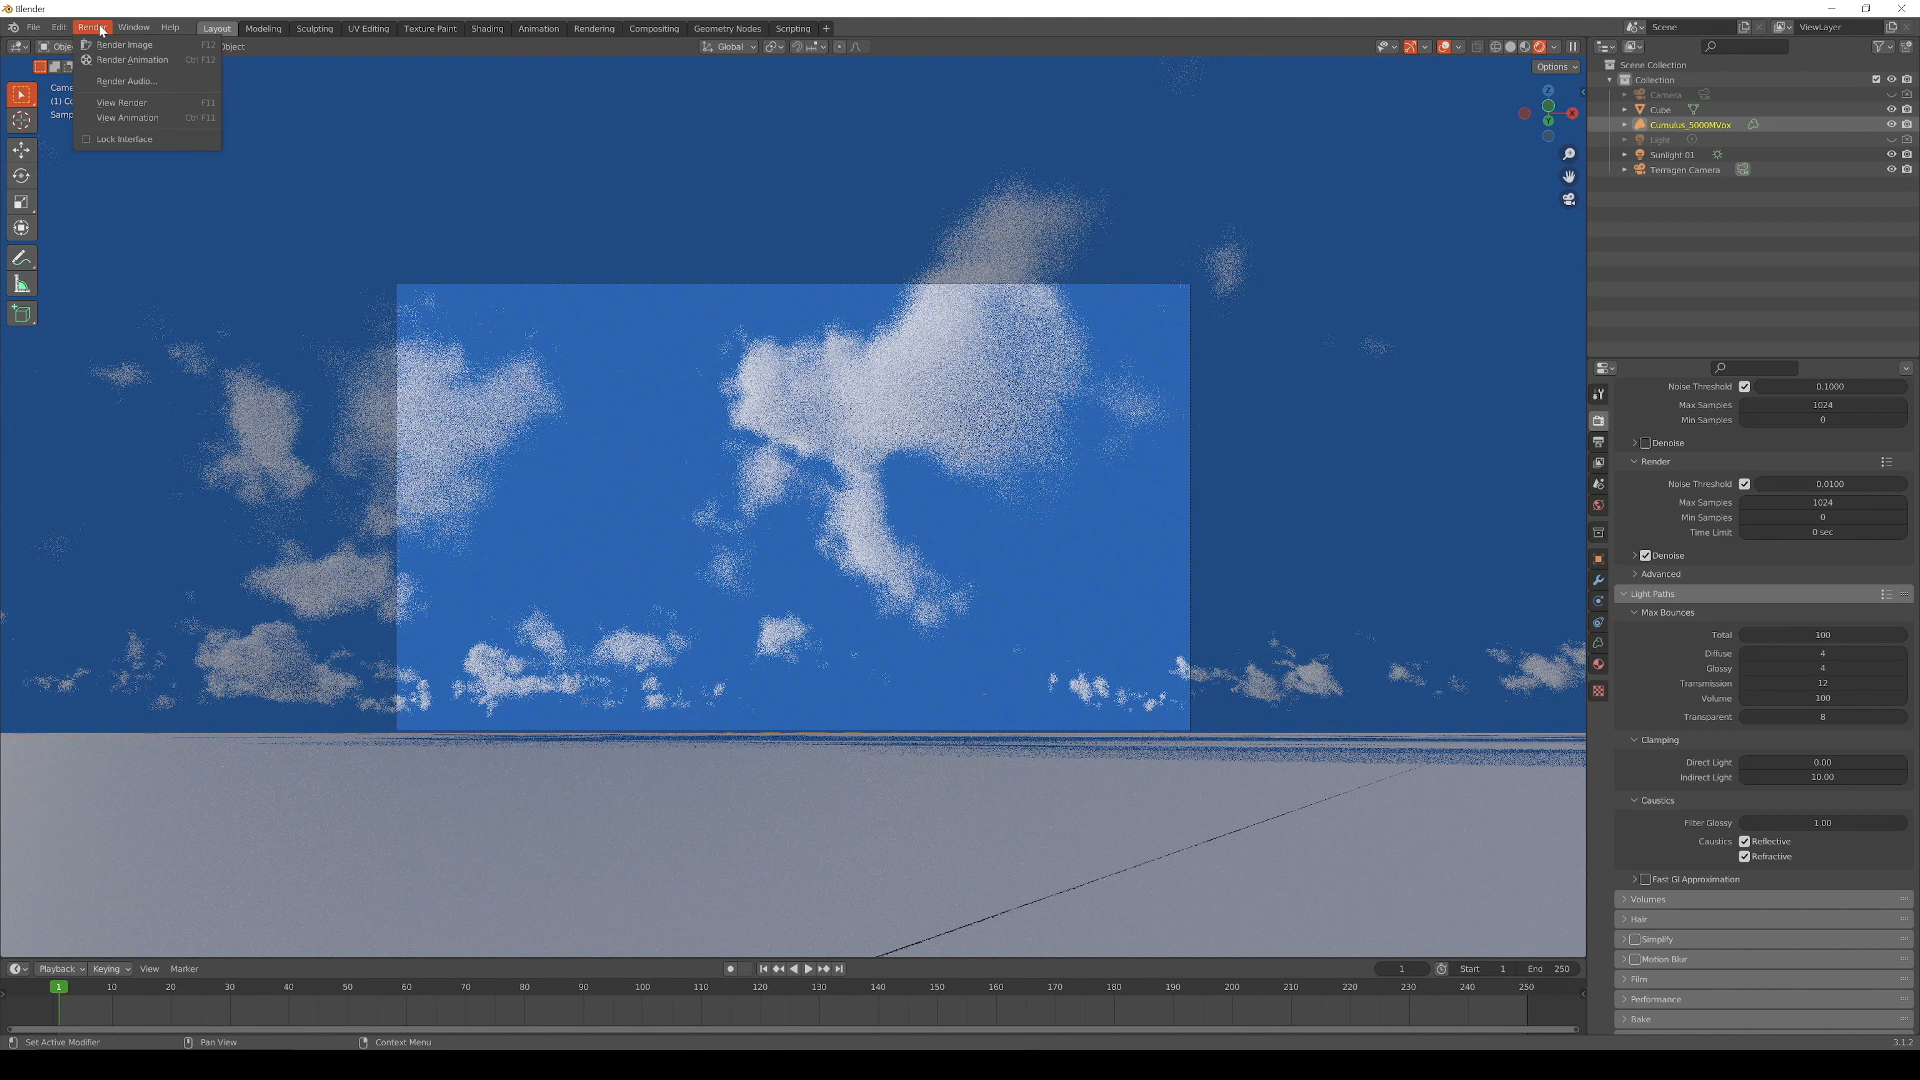 Blender
File Edit Render Window Help Layout Modeling Sculpting UV Editing Texture Paint Shading Animation Rendering Compositing Geometry Nodes Scripting + Scene ViewLayer
Object Global
Render Image F12
Render Animation Ctrl F12
Render Audio...
View Render F11
View Animation Ctrl F11
Lock Interface
Options
Z
X
Y
Scene Collection
Collection
Camera
Cube
Cumulus_5000MVox
Light
Sunlight 01
Terragen Camera
Noise Threshold 0.1000
Max Samples 1024
Min Samples 0
Denoise
Render
Noise Threshold 0.0100
Max Samples 1024
Min Samples 0
Time Limit 0 sec
Denoise
Advanced
Light Paths
Max Bounces
Total 100
Diffuse 4
Glossy 4
Transmission 12
Volume 100
Transparent 8
Clamping
Direct Light 0.00
Indirect Light 10.00
Caustics
Filter Glossy 1.00
Caustics Reflective
Refractive
Fast GI Approximation
Volumes
Hair
Simplify
Motion Blur
Film
Performance
Bake
Playback Keying View Marker 1 Start 1 End 250
1 10 20 30 40 50 60 70 80 90 100 110 120 130 140 150 160 170 180 190 200 210 220 230 240 250
Set Active Modifier Pan View Context Menu 3.1.2